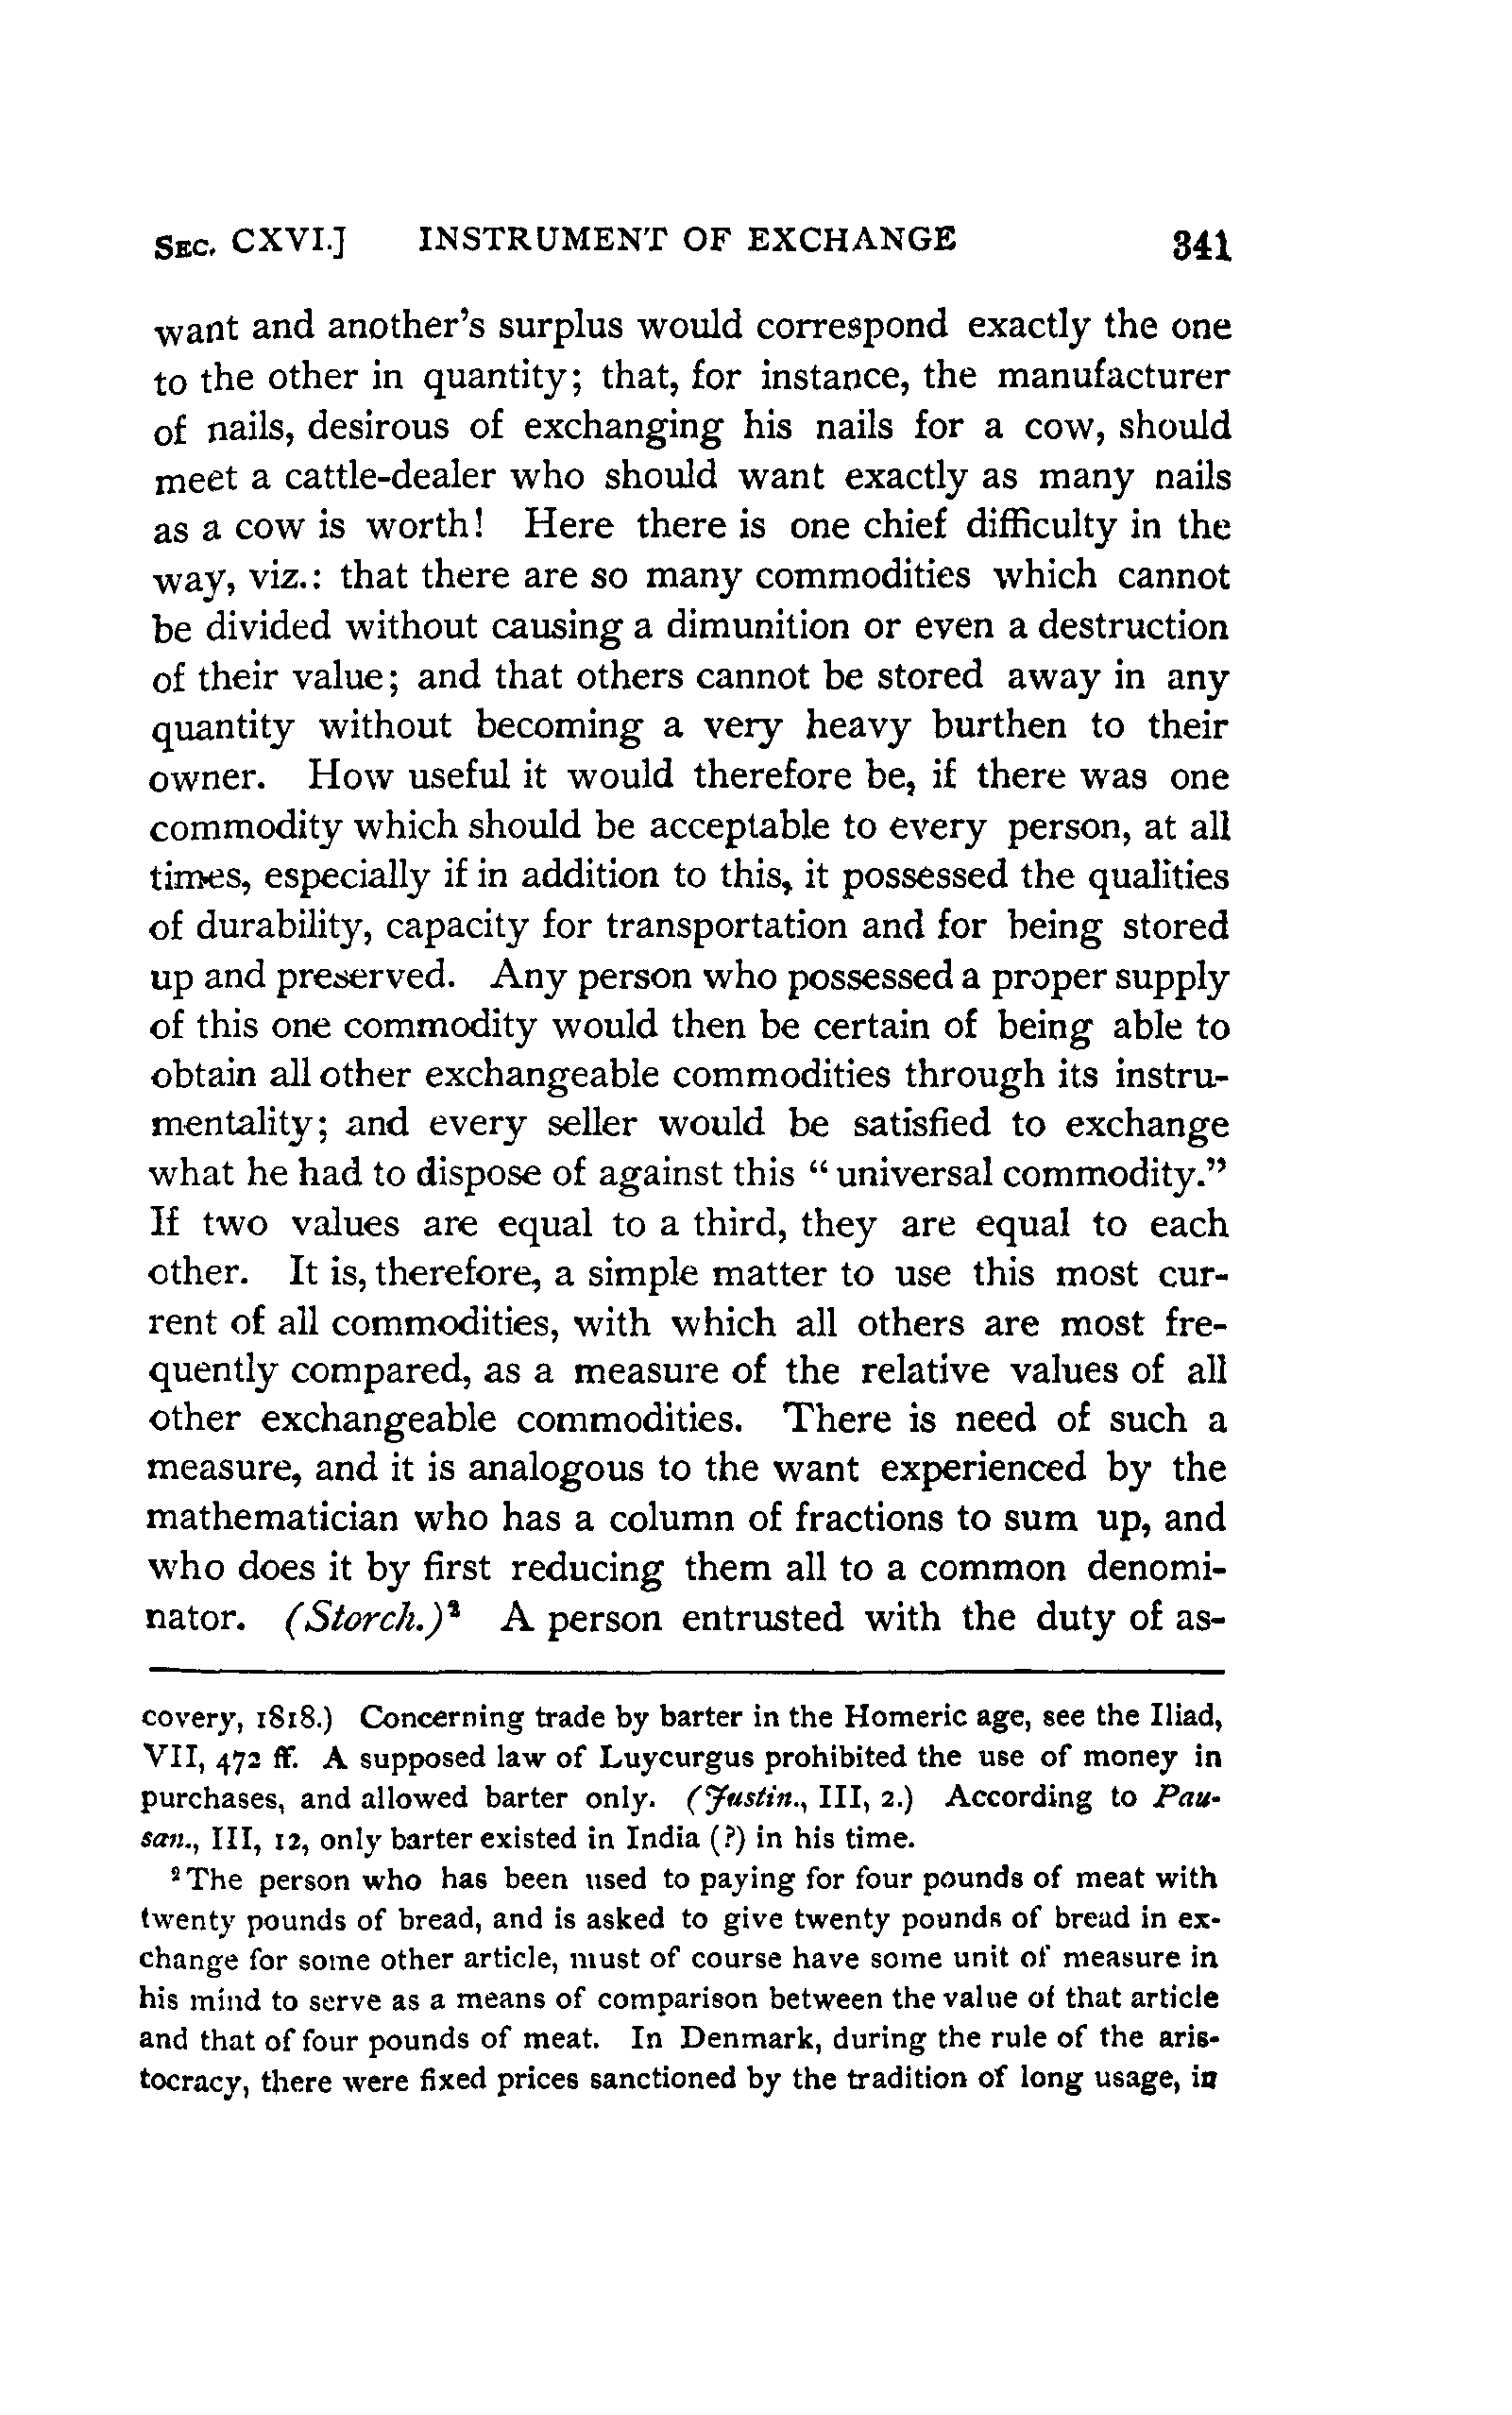 SEC. CXVI.] INSTRUMENT OF EXCHANGE 341
want and another's surplus would correspond exactly the one
to the other in quantity; that, for instance, the manufacturer
of nails, desirous of exchanging his nails for a cow, should
meet a cattle-dealer who should want exactly as many nails
as a cow is worth! Here there is one chief difficulty in the
way, viz.: that there are so many commodities which cannot
be divided without causing a dimunition or even a destruction
of their value; and that others cannot be stored away in any
quantity without becoming a very heavy burthen to their
owner. How useful it would therefore be, if there was one
commodity which should be acceptable to every person, at all
times, especially if in addition to this, it possessed the qualities
of durability, capacity for transportation and for being stored
up and preserved. Any person who possessed a proper supply
of this one commodity would then be certain of being able to
obtain all other exchangeable commodities through its instru-
mentality; and every seller would be satisfied to exchange
what he had to dispose of against this “universal commodity.”
If two values are equal to a third, they are equal to each
other. It is, therefore, a simple matter to use this most cur-
rent of all commodities, with which all others are most fre-
quently compared, as a measure of the relative values of all
other exchangeable commodities. There is need of such a
measure, and it is analogous to the want experienced by the
mathematician who has a column of fractions to sum up, and
who does it by first reducing them all to a common denomi-
nator. (Storch.)² A person entrusted with the duty of as-
covery, 1818.) Concerning trade by barter in the Homeric age, see the Iliad,
VII, 472 ff. A supposed law of Luycurgus prohibited the use of money in
purchases, and allowed barter only. (Justin., III, 2.) According to Pau-
san., III, 12, only barter existed in India (?) in his time.
² The person who has been used to paying for four pounds of meat with
twenty pounds of bread, and is asked to give twenty pounds of bread in ex-
change for some other article, must of course have some unit of measure in
his mind to serve as a means of comparison between the value of that article
and that of four pounds of meat. In Denmark, during the rule of the aris-
tocracy, there were fixed prices sanctioned by the tradition of long usage, in